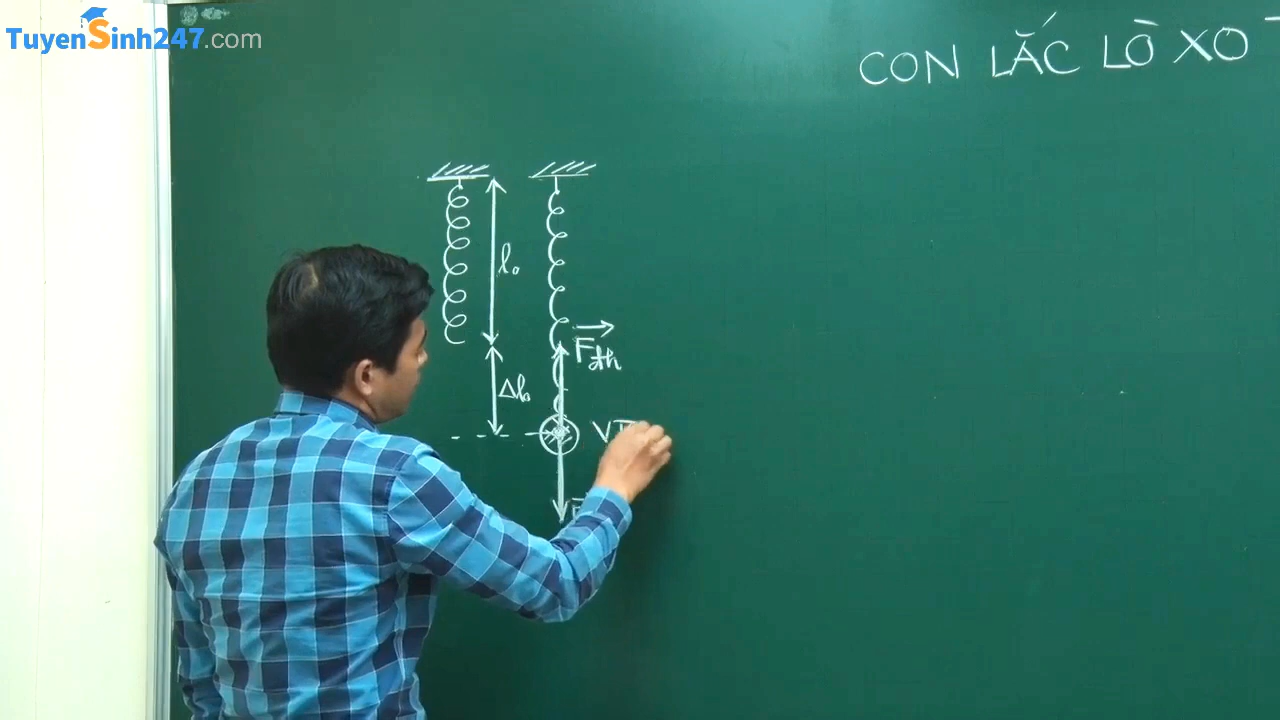 TuyenSinh247.com
CON LẮC LÒ XO
l₀
F đh
Δl₀